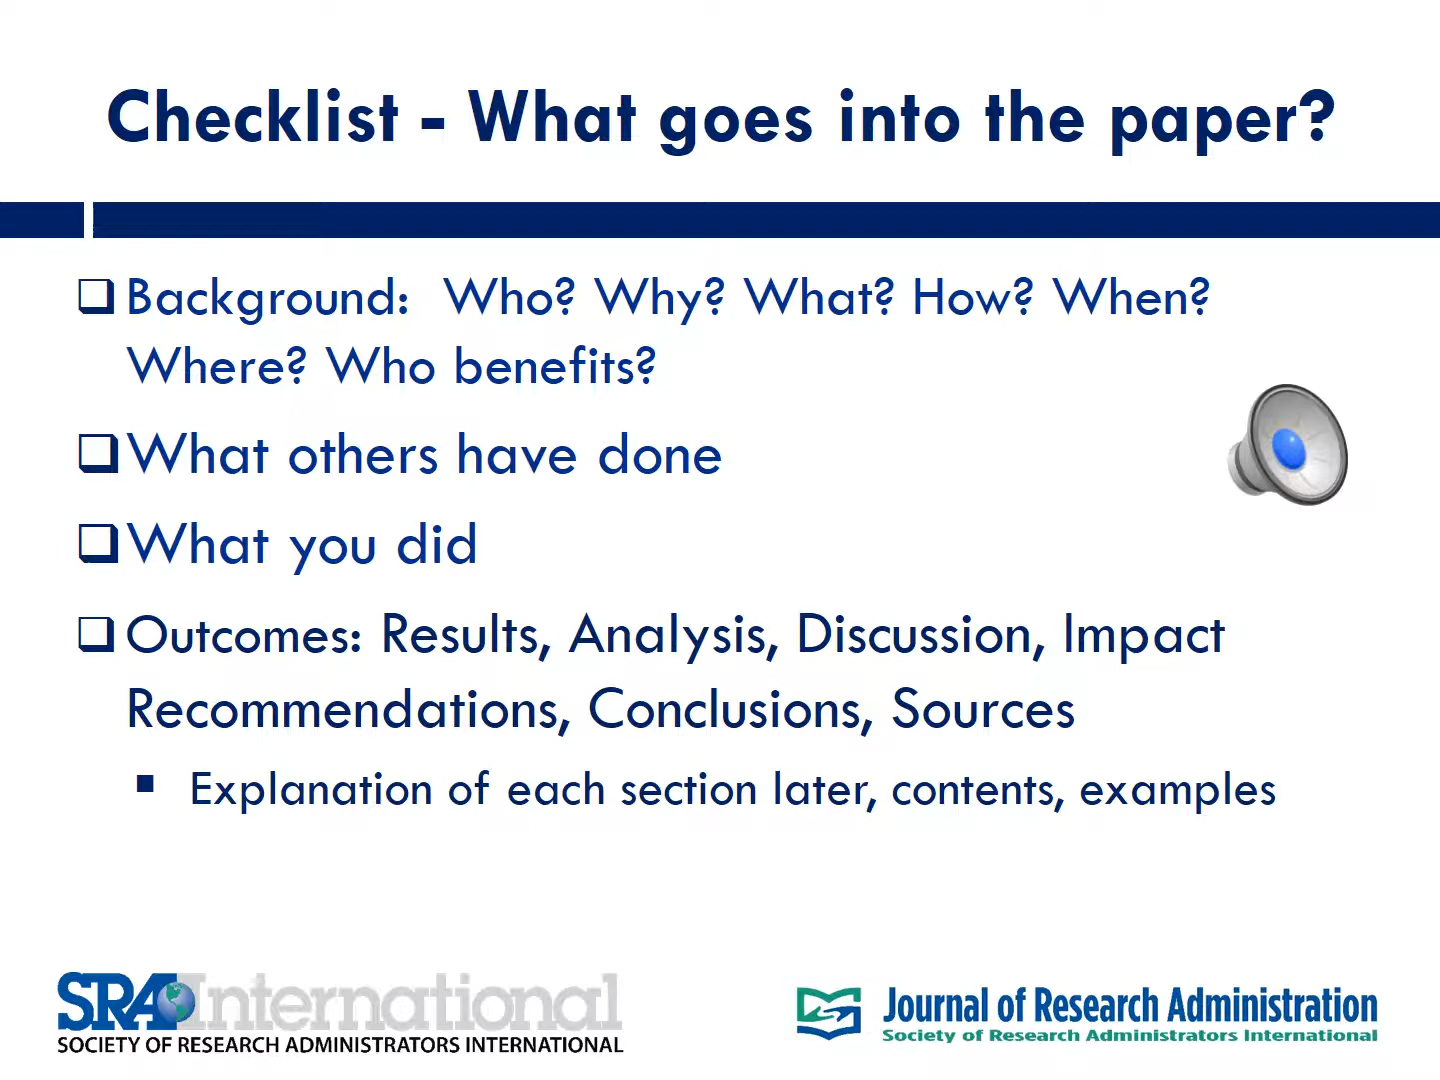 Checklist - What goes into the paper?
Background: Who? Why? What? How? When?
Where? Who benefits?
What others have done
What you did
Outcomes: Results, Analysis, Discussion, Impact
Recommendations, Conclusions, Sources
Explanation of each section later, contents, examples
SRA International
SOCIETY OF RESEARCH ADMINISTRATORS INTERNATIONAL
Journal of Research Administration
Society of Research Administrators International